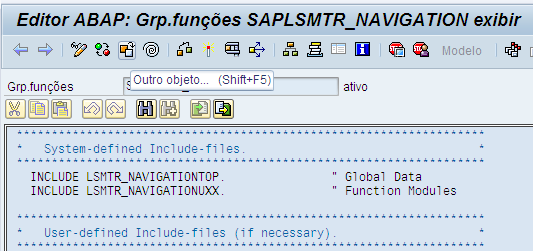 Editor ABAP: Grp.funções SAPLSMTR_NAVIGATION exibir
Modelo
Outro objeto... (Shift+F5)
Grp.funções S ativo
*****************************************************************
* System-defined Include-files. *
*****************************************************************
INCLUDE LSMTR_NAVIGATIONTOP. " Global Data
INCLUDE LSMTR_NAVIGATIONUXX. " Function Modules
*****************************************************************
* User-defined Include-files (if necessary). *
*****************************************************************